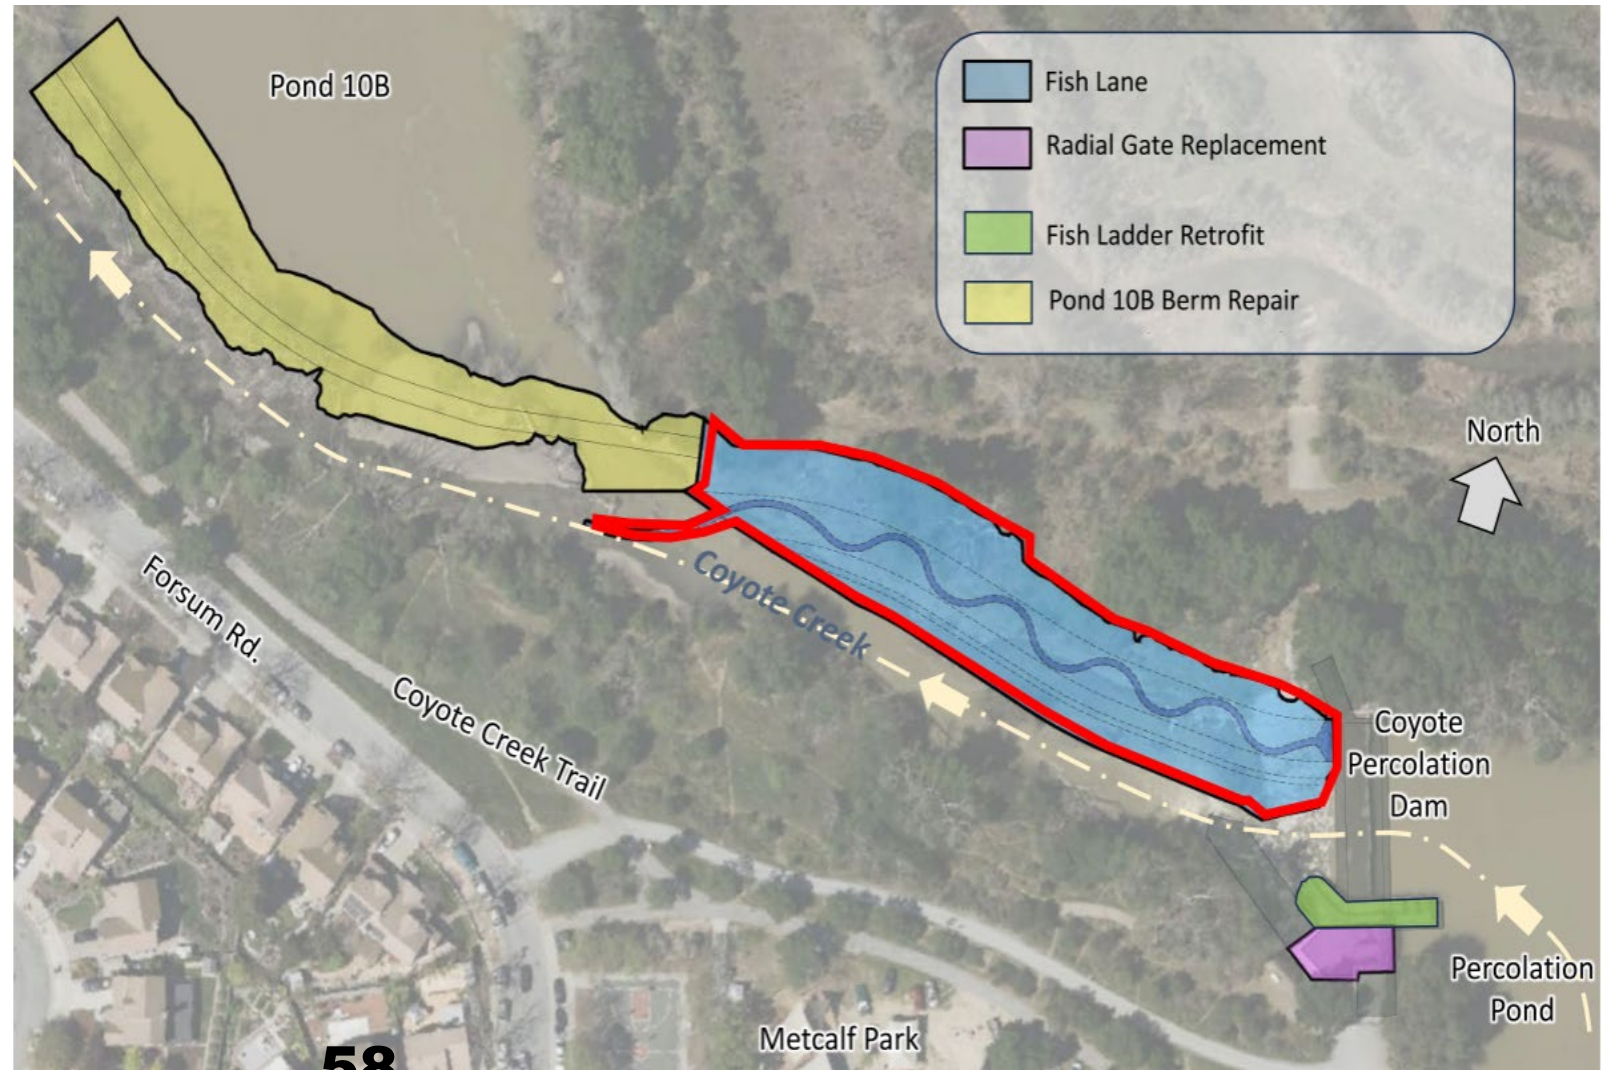 Pond 10B
Fish Lane
Radial Gate Replacement
Fish Ladder Retrofit
Pond 10B Berm Repair
North
Coyote Creek
Forsum Rd.
Coyote Creek Trail
Coyote
Percolation
Dam
Percolation
Pond
Metcalf Park
58